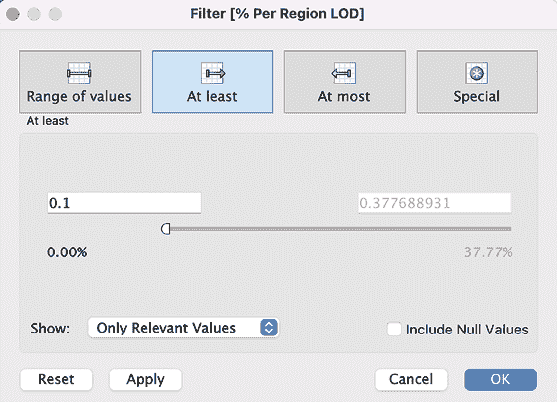 Filter [% Per Region LOD]
Range of values
At least
At most
Special
At least
0.1
0.377688931
0.00%
37.77%
Show:
Only Relevant Values
Include Null Values
Reset
Apply
Cancel
OK